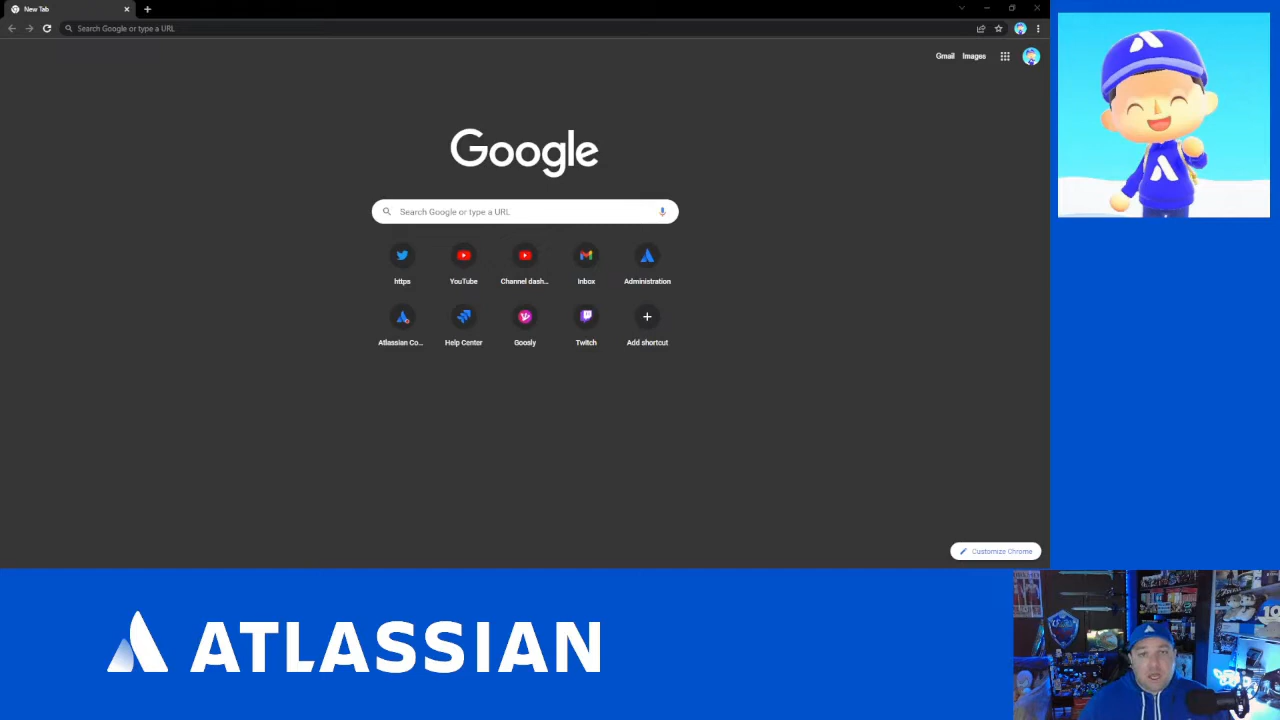 New Tab
Search Google or type a URL
Gmail Images
Google
Search Google or type a URL
https YouTube Channel dash... Inbox Administration
Atlassian Co... Help Center Goosly Twitch Add shortcut
Customize Chrome
ATLASSIAN